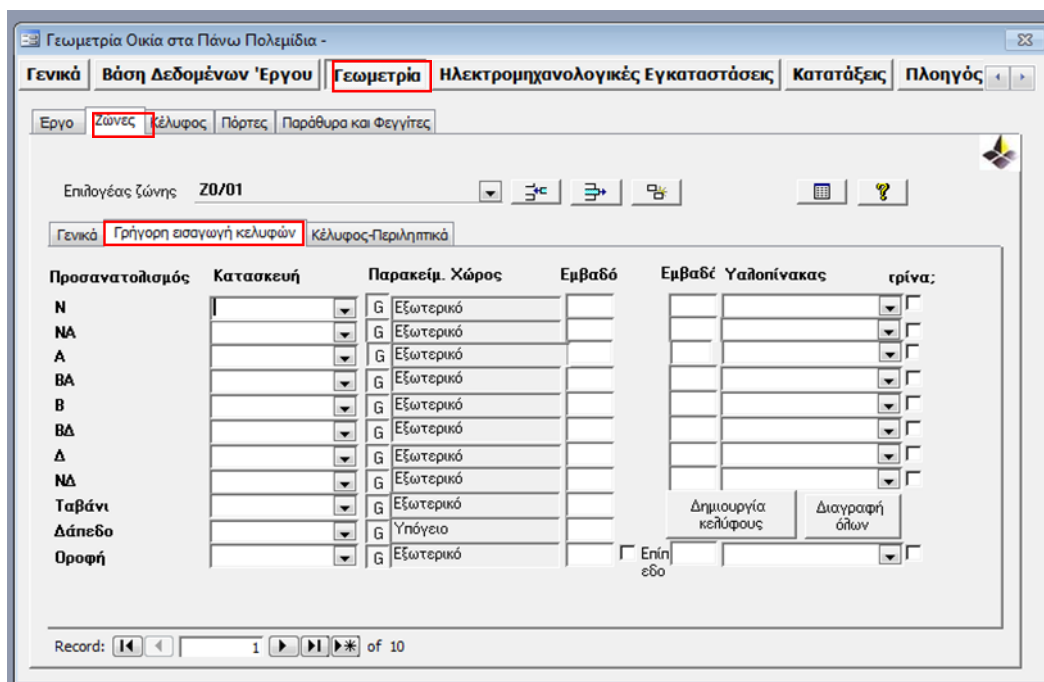 Γεωμετρία Οικία στα Πάνω Πολεμίδια -
Γενικά Βάση Δεδομένων 'Εργου Γεωμετρία Ηλεκτρομηχανολογικές Εγκαταστάσεις Κατατάξεις Πλοηγός
Έργο Ζώνες Κέλυφος Πόρτες Παράθυρα και Φεγγίτες
Επιλογέας ζώνης Z0/01
Γενικά Γρήγορη εισαγωγή κελυφών Κέλυφος-Περιληπτικά
Προσανατολισμός Κατασκευή Παρακείμ. Χώρος Εμβαδό Εμβαδό Υαλοπίνακας τρίνα;
Ν G Εξωτερικό
ΝΑ G Εξωτερικό
Α G Εξωτερικό
ΒΑ G Εξωτερικό
Β G Εξωτερικό
ΒΔ G Εξωτερικό
Δ G Εξωτερικό
ΝΔ G Εξωτερικό
Ταβάνι G Εξωτερικό Δημιουργία κελύφους Διαγραφή όλων
Δάπεδο G Υπόγειο
Οροφή G Εξωτερικό Επίπ
εδο
Record: 1 of 10